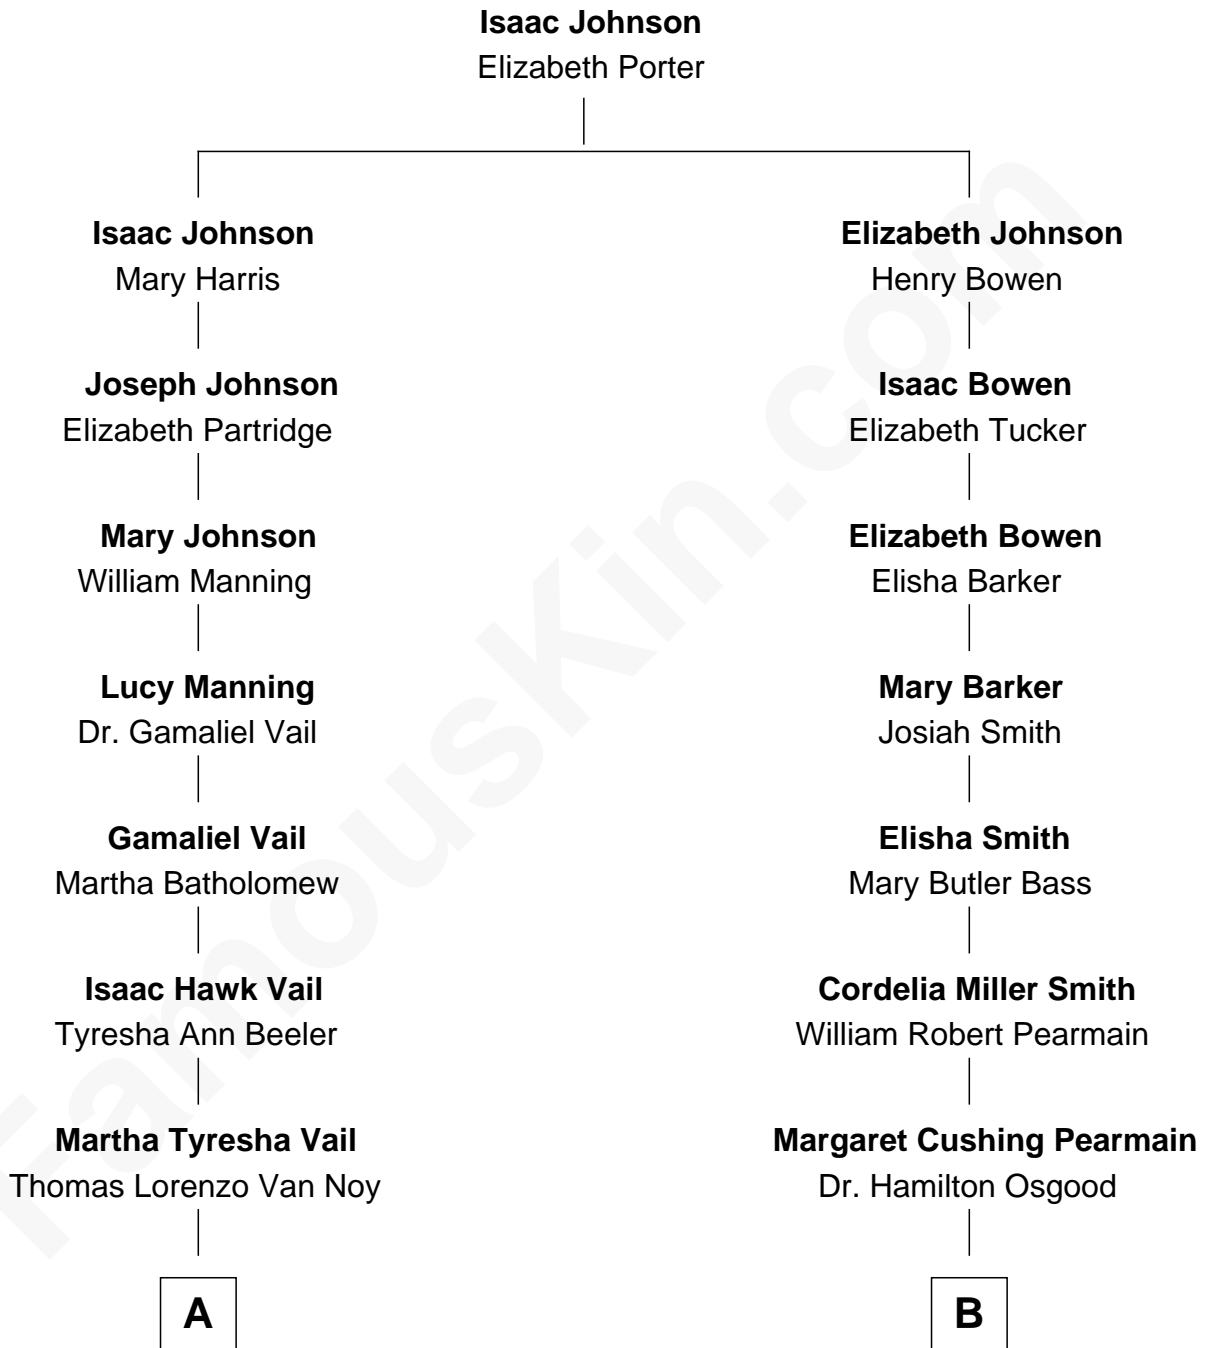 Isaac Johnson
Elizabeth Porter
Isaac Johnson
Mary Harris
Joseph Johnson
Elizabeth Partridge
Mary Johnson
William Manning
Lucy Manning
Dr. Gamaliel Vail
Gamaliel Vail
Martha Batholomew
Isaac Hawk Vail
Tyresha Ann Beeler
Martha Tyresha Vail
Thomas Lorenzo Van Noy
A
Elizabeth Johnson
Henry Bowen
Isaac Bowen
Elizabeth Tucker
Elizabeth Bowen
Elisha Barker
Mary Barker
Josiah Smith
Elisha Smith
Mary Butler Bass
Cordelia Miller Smith
William Robert Pearmain
Margaret Cushing Pearmain
Dr. Hamilton Osgood
B
FamousKin.com